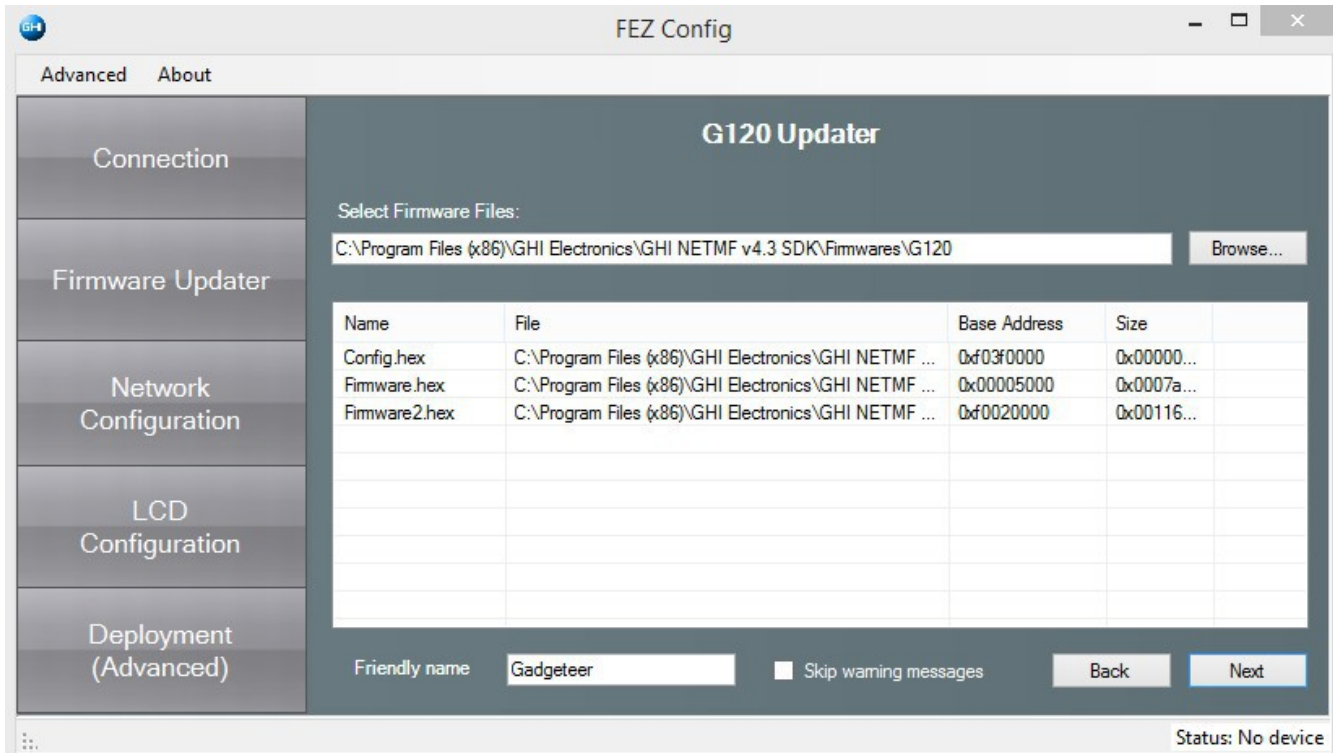 GHI
FEZ Config
Advanced About
Connection
Firmware Updater
Network
Configuration
LCD
Configuration
Deployment
(Advanced)
G120 Updater
Select Firmware Files:
C:\Program Files (x86)\GHI Electronics\GHI NETMF v4.3 SDK\Firmwares\G120 Browse...
Name File Base Address Size
Config.hex C:\Program Files (x86)\GHI Electronics\GHI NETMF ... 0xf03f0000 0x00000...
Firmware.hex C:\Program Files (x86)\GHI Electronics\GHI NETMF ... 0x00005000 0x0007a...
Firmware2.hex C:\Program Files (x86)\GHI Electronics\GHI NETMF ... 0xf0020000 0x00116...
Friendly name Gadgeteer Skip warning messages Back Next
Status: No device